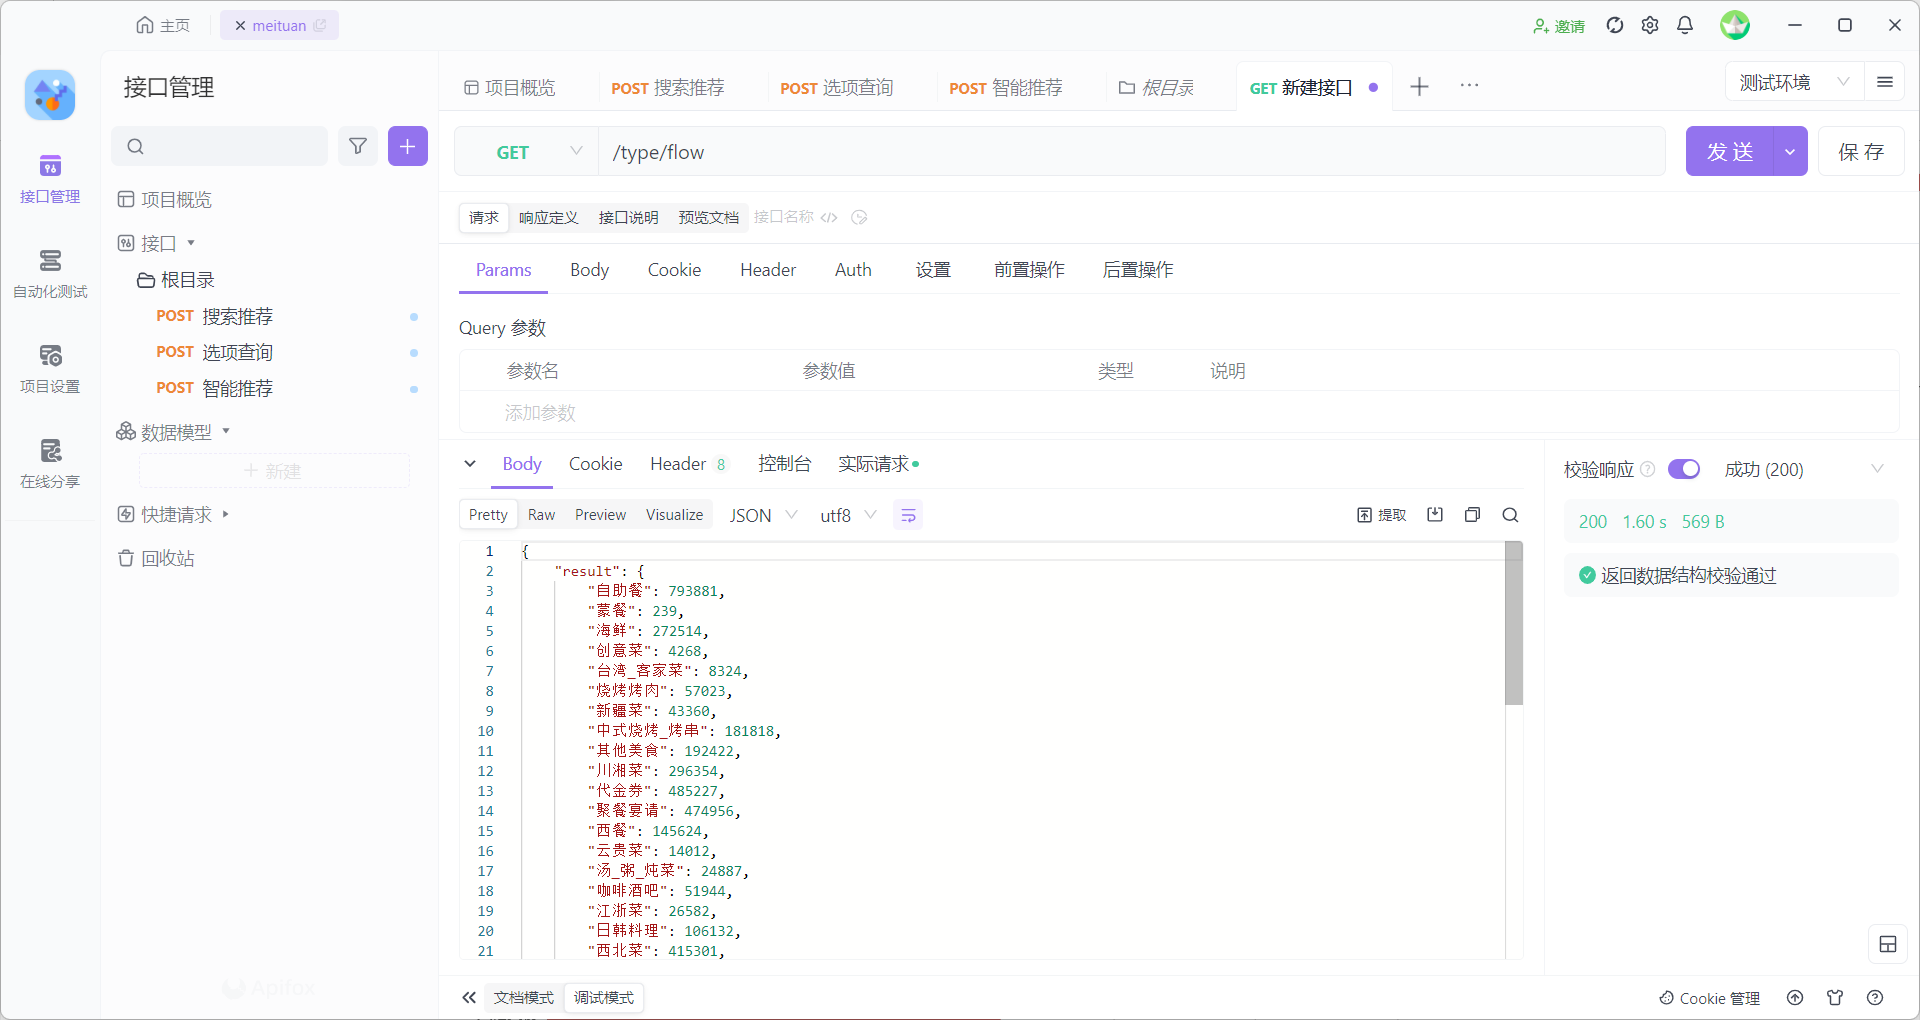 主页
meituan
邀请
接口管理
自动化测试
项目设置
在线分享
接口管理
项目概览
接口
根目录
POST 搜索推荐
POST 选项查询
POST 智能推荐
数据模型
新建
快捷请求
回收站
Apifox
项目概览
POST 搜索推荐
POST 选项查询
POST 智能推荐
根目录
GET 新建接口
测试环境
GET
/type/flow
发 送
保 存
请求 响应定义 接口说明 预览文档 接口名称
Params Body Cookie Header Auth 设置 前置操作 后置操作
Query 参数
参数名 参数值 类型 说明
添加参数
Body Cookie Header 8 控制台 实际请求
Pretty Raw Preview Visualize JSON utf8 提取
1 {
2 "result": {
3 "自助餐": 793881,
4 "蒙餐": 239,
5 "海鲜": 272514,
6 "创意菜": 4268,
7 "台湾_客家菜": 8324,
8 "烧烤烤肉": 57023,
9 "新疆菜": 43360,
10 "中式烧烤_烤串": 181818,
11 "其他美食": 192422,
12 "川湘菜": 296354,
13 "代金券": 485227,
14 "聚餐宴请": 474956,
15 "西餐": 145624,
16 "云贵菜": 14012,
17 "汤_粥_炖菜": 24887,
18 "咖啡酒吧": 51944,
19 "江浙菜": 26582,
20 "日韩料理": 106132,
21 "西北菜": 415301,
校验响应 成功 (200)
200 1.60 s 569 B
返回数据结构校验通过
文档模式 调试模式
Cookie 管理